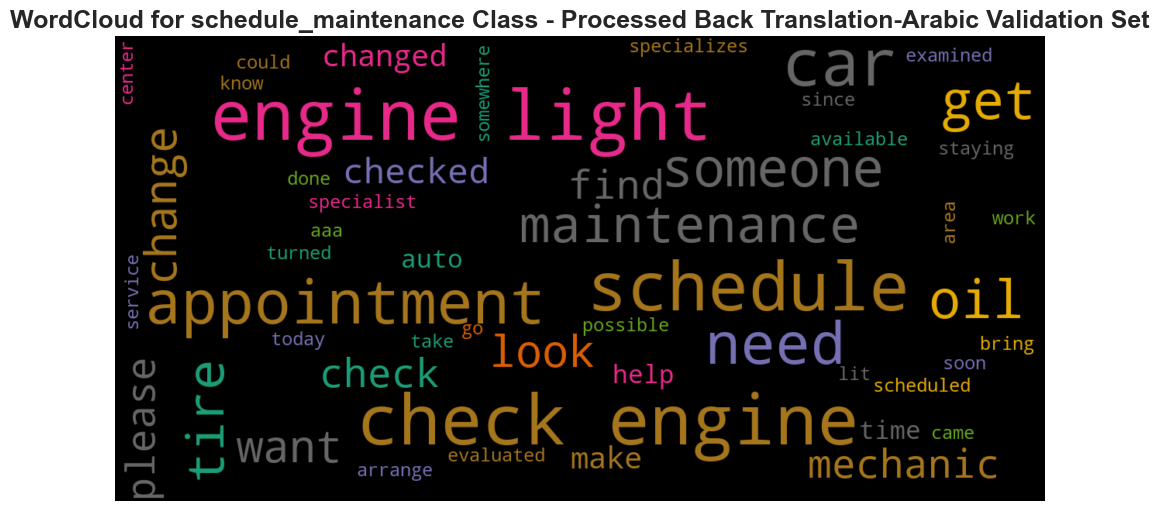 WordCloud for schedule_maintenance Class - Processed Back Translation-Arabic Validation Set
center
could
know
changed
somewhere
specializes
car
examined
engine light
since
get
available
staying
change
done
checked
find
someone
specialist
aaa
maintenance
area
work
turned
auto
service
appointment
schedule
oil
today
take
go
possible
look
need
bring
soon
please
tire
check
help
lit
scheduled
want
check engine
time
came
arrange
evaluated
make
mechanic